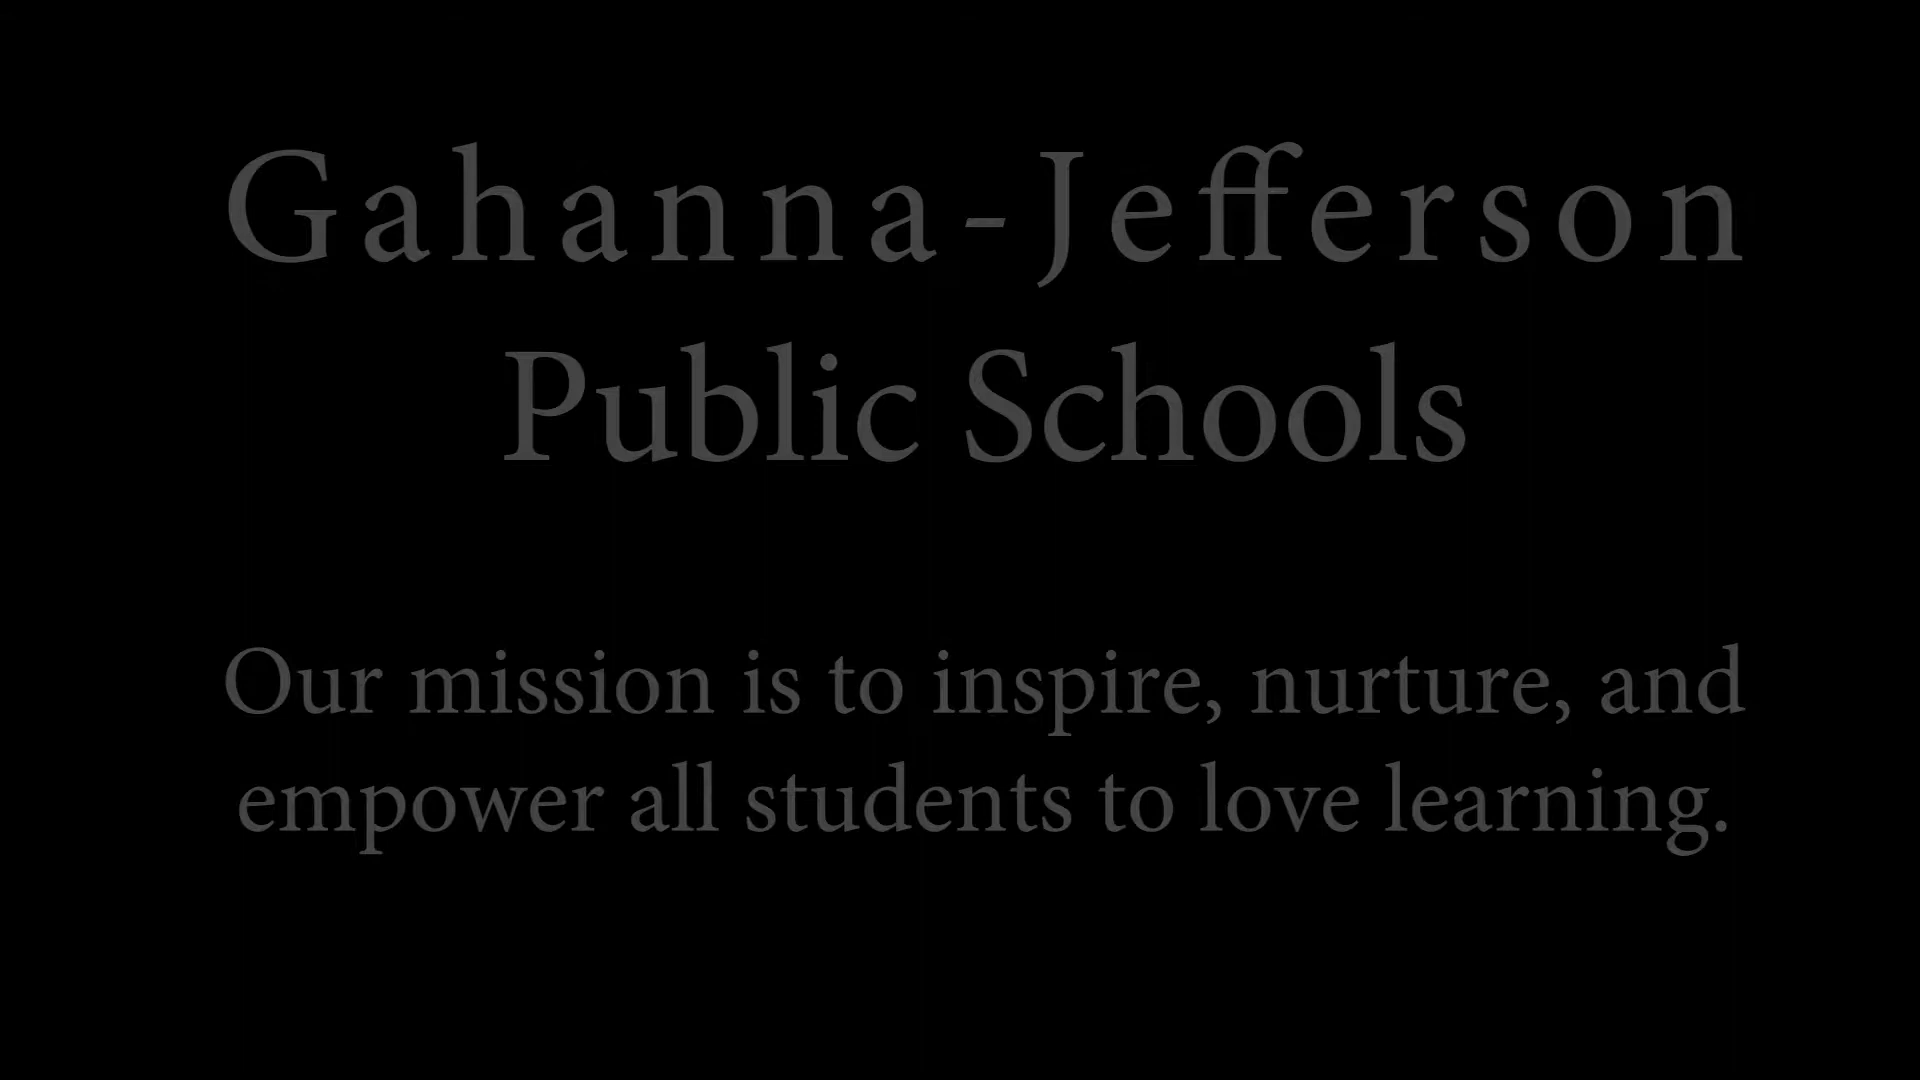 Gahanna-Jefferson
Public Schools
Our mission is to inspire, nurture, and
empower all students to love learning.